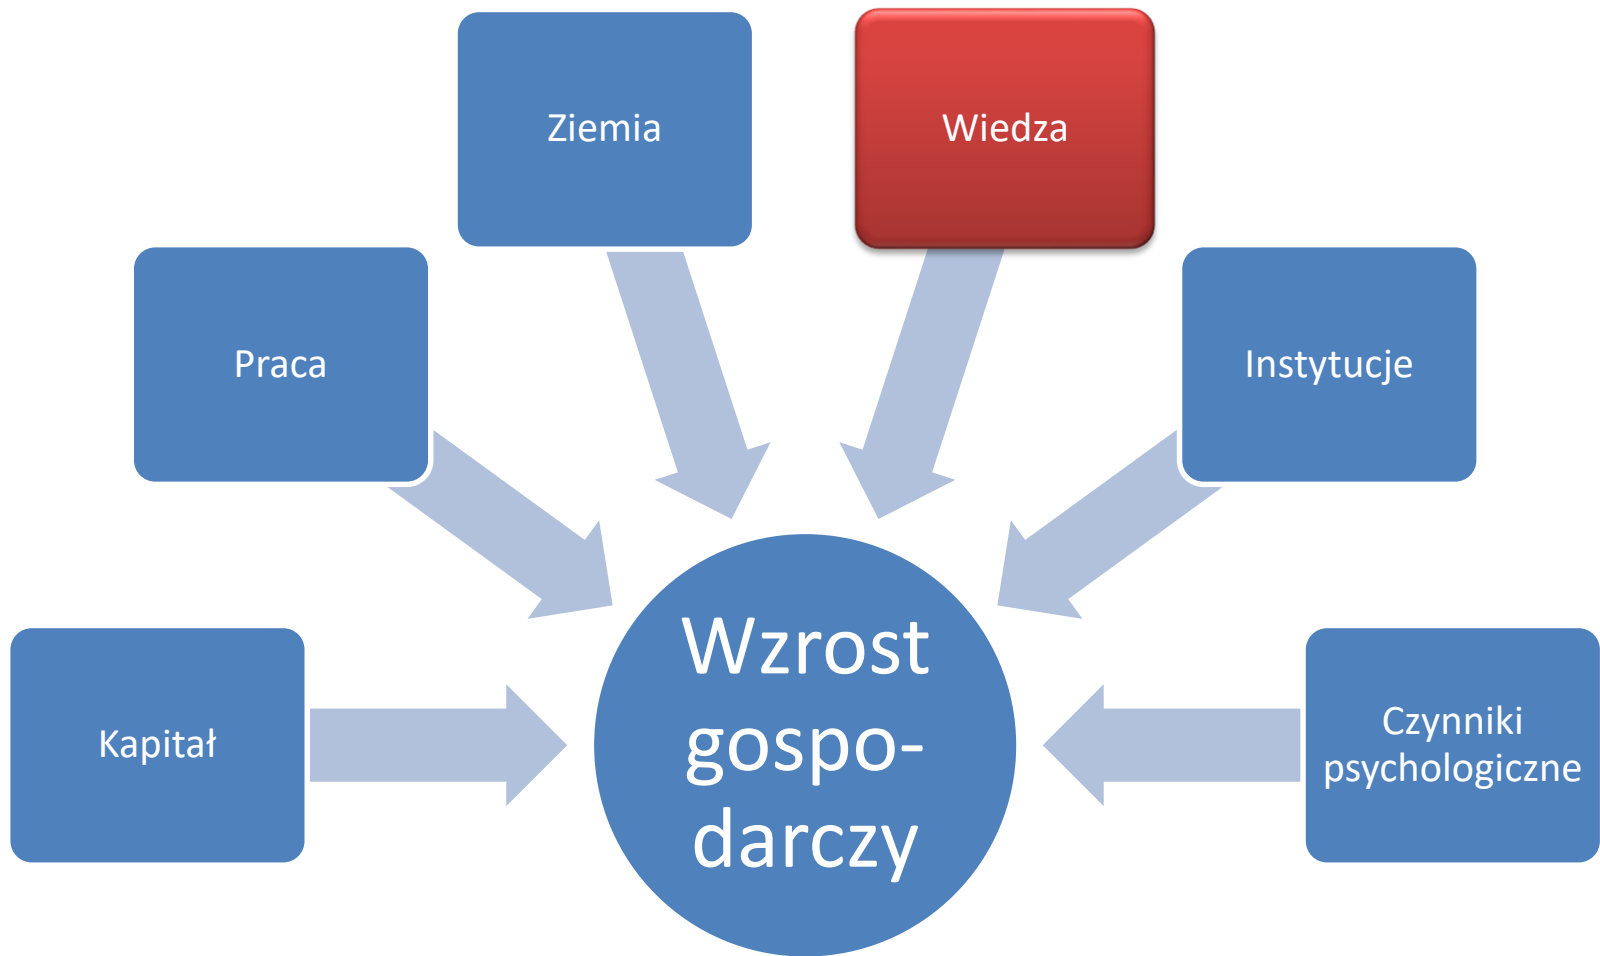 Ziemia
Wiedza
Praca
Instytucje
Kapitał
Wzrost
gospo-
darczy
Czynniki
psychologiczne